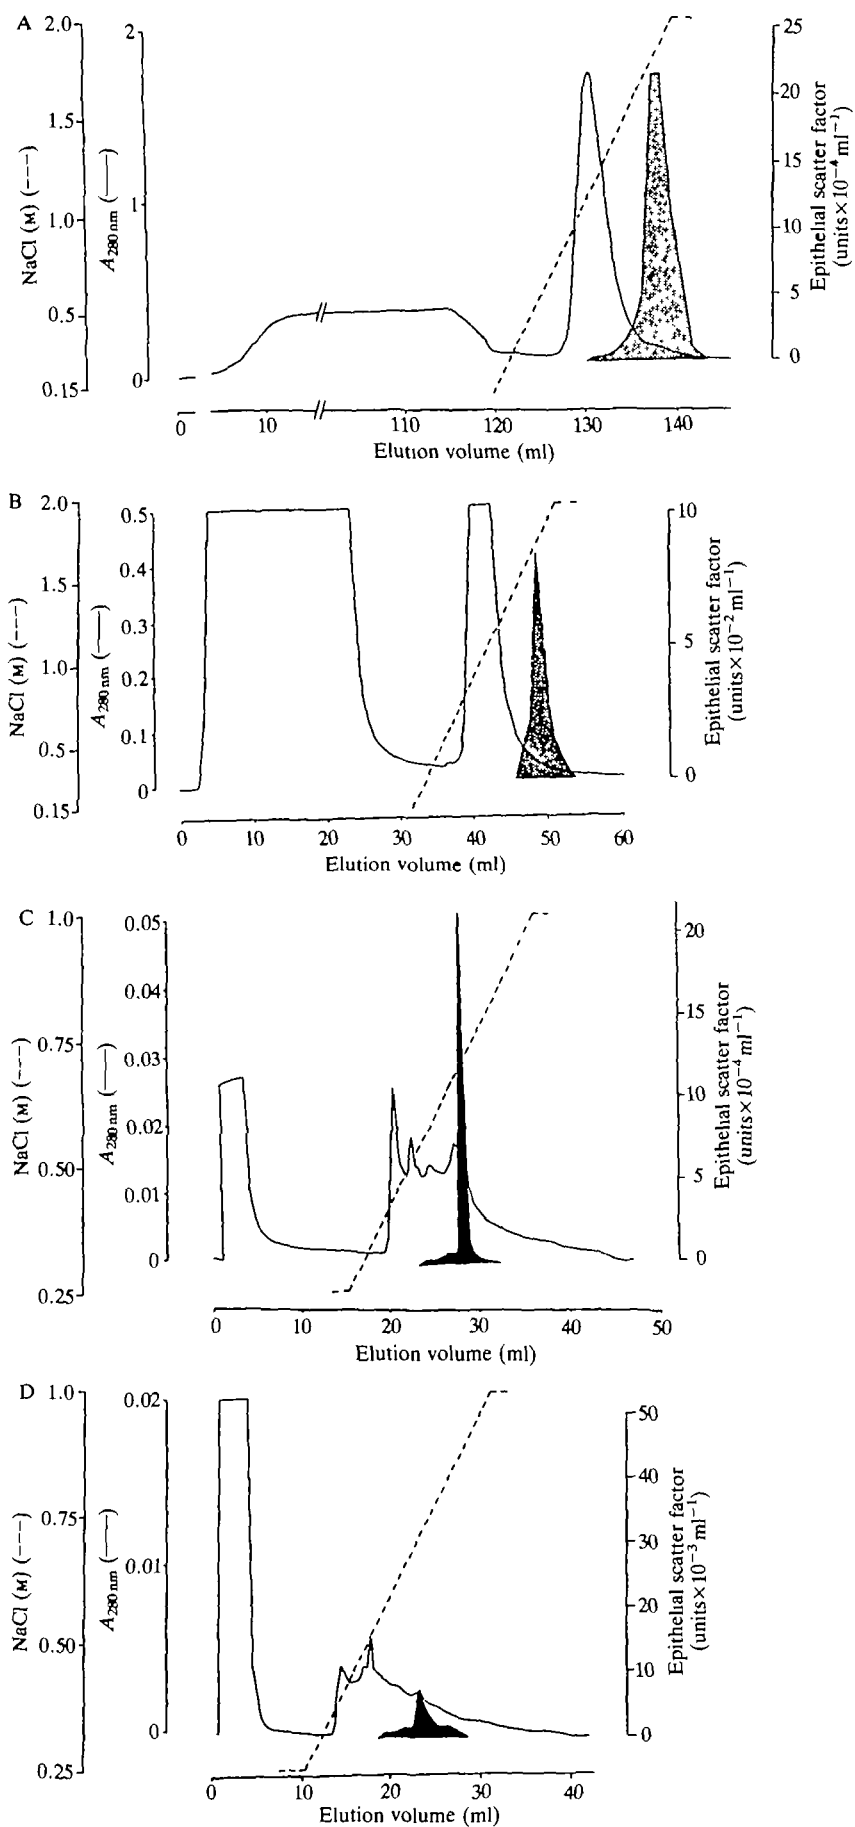 A
2.0
1.5
1.0
0.5
0.15
NaCl (M) (---)
2
1
0
A280 nm (—)
25
20
15
10
5
0
Epithelial scatter factor
(units×10−4 ml−1)
0 10 110 120 130 140
Elution volume (ml)
B
2.0
1.5
1.0
0.5
0.15
NaCl (M) (---)
0.5
0.4
0.3
0.2
0.1
0
A280 nm (—)
10
5
0
Epithelial scatter factor
(units×10−2 ml−1)
0 10 20 30 40 50 60
Elution volume (ml)
C
1.0
0.75
0.50
0.25
NaCl (M) (---)
0.05
0.04
0.03
0.02
0.01
0
A280 nm (—)
20
15
10
5
0
Epithelial scatter factor
(units×10−4 ml−1)
0 10 20 30 40 50
Elution volume (ml)
D
1.0
0.75
0.50
0.25
NaCl (M) (---)
0.02
0.01
0
A280 nm (—)
50
40
30
20
10
0
Epithelial scatter factor
(units×10−3 ml−1)
0 10 20 30 40
Elution volume (ml)